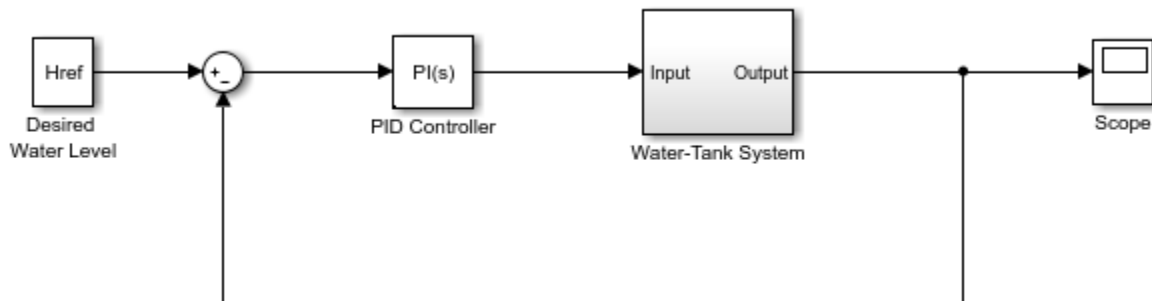 Href
+
-
PI(s)
Input
Output
Desired
Water Level
PID Controller
Water-Tank System
Scope